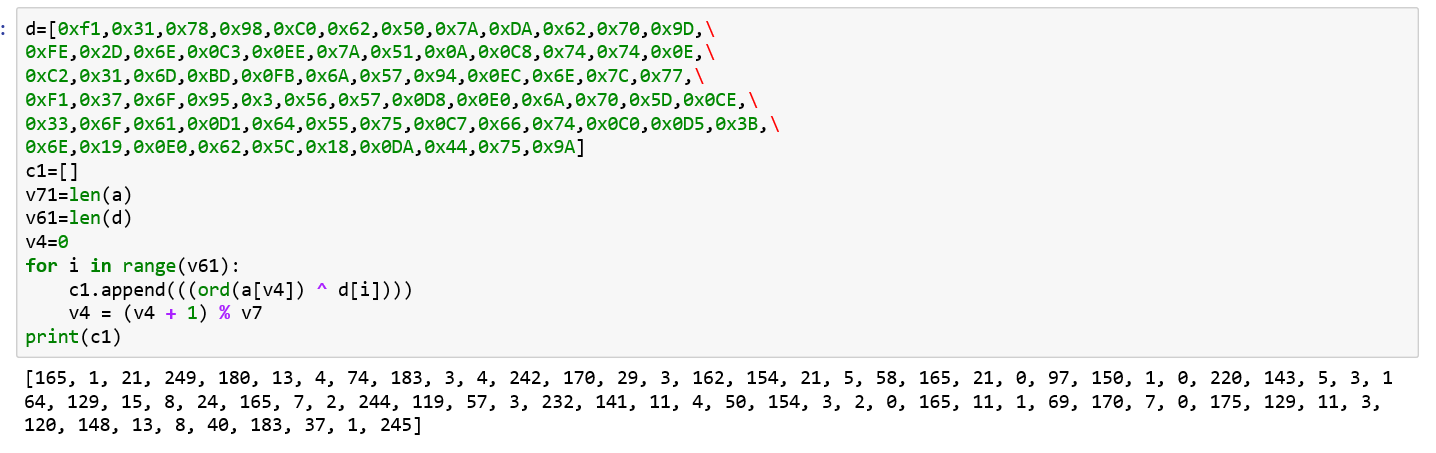 : d=[0xf1,0x31,0x78,0x98,0xC0,0x62,0x50,0x7A,0xDA,0x62,0x70,0x9D,\
0xFE,0x2D,0x6E,0x0C3,0x0EE,0x7A,0x51,0x0A,0x0C8,0x74,0x74,0x0E,\
0xC2,0x31,0x6D,0xBD,0x0FB,0x6A,0x57,0x94,0x0EC,0x6E,0x7C,0x77,\
0xF1,0x37,0x6F,0x95,0x3,0x56,0x57,0x0D8,0x0E0,0x6A,0x70,0x5D,0x0CE,\
0x33,0x6F,0x61,0x0D1,0x64,0x55,0x75,0x0C7,0x66,0x74,0x0C0,0x0D5,0x3B,\
0x6E,0x19,0x0E0,0x62,0x5C,0x18,0x0DA,0x44,0x75,0x9A]
c1=[]
v71=len(a)
v61=len(d)
v4=0
for i in range(v61):
    c1.append(((ord(a[v4]) ^ d[i])))
    v4 = (v4 + 1) % v7
print(c1)
[165, 1, 21, 249, 180, 13, 4, 74, 183, 3, 4, 242, 170, 29, 3, 162, 154, 21, 5, 58, 165, 21, 0, 97, 150, 1, 0, 220, 143, 5, 3, 1
64, 129, 15, 8, 24, 165, 7, 2, 244, 119, 57, 3, 232, 141, 11, 4, 50, 154, 3, 2, 0, 165, 11, 1, 69, 170, 7, 0, 175, 129, 11, 3,
120, 148, 13, 8, 40, 183, 37, 1, 245]